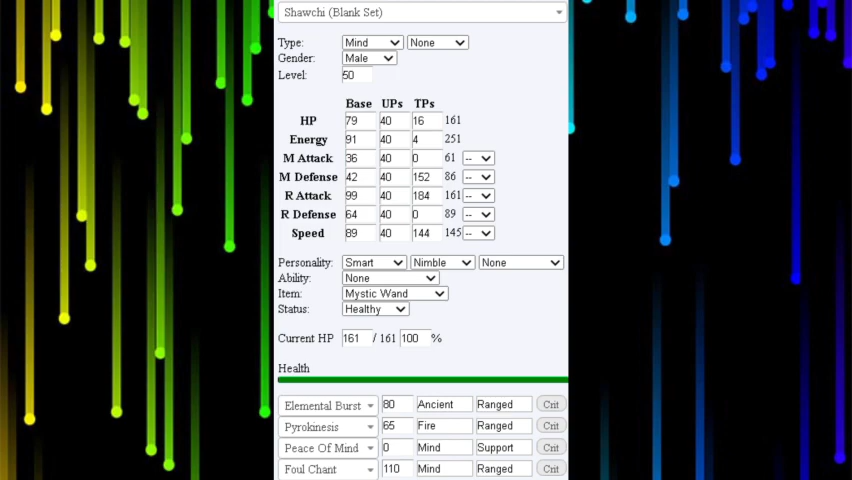 Shawchi (Blank Set)
Type: Mind None
Gender: Male
Level: 50
Base UPs TPs
HP 79 40 16 161
Energy 91 40 4 251
M Attack 36 40 0 61 --
M Defense 42 40 152 86 --
R Attack 99 40 184 161 --
R Defense 64 40 0 89 --
Speed 89 40 144 145 --
Personality: Smart Nimble None
Ability: None
Item: Mystic Wand
Status: Healthy
Current HP 161 / 161 100 %
Health
Elemental Burst 80 Ancient Ranged Crit
Pyrokinesis 65 Fire Ranged Crit
Peace Of Mind 0 Mind Support Crit
Foul Chant 110 Mind Ranged Crit